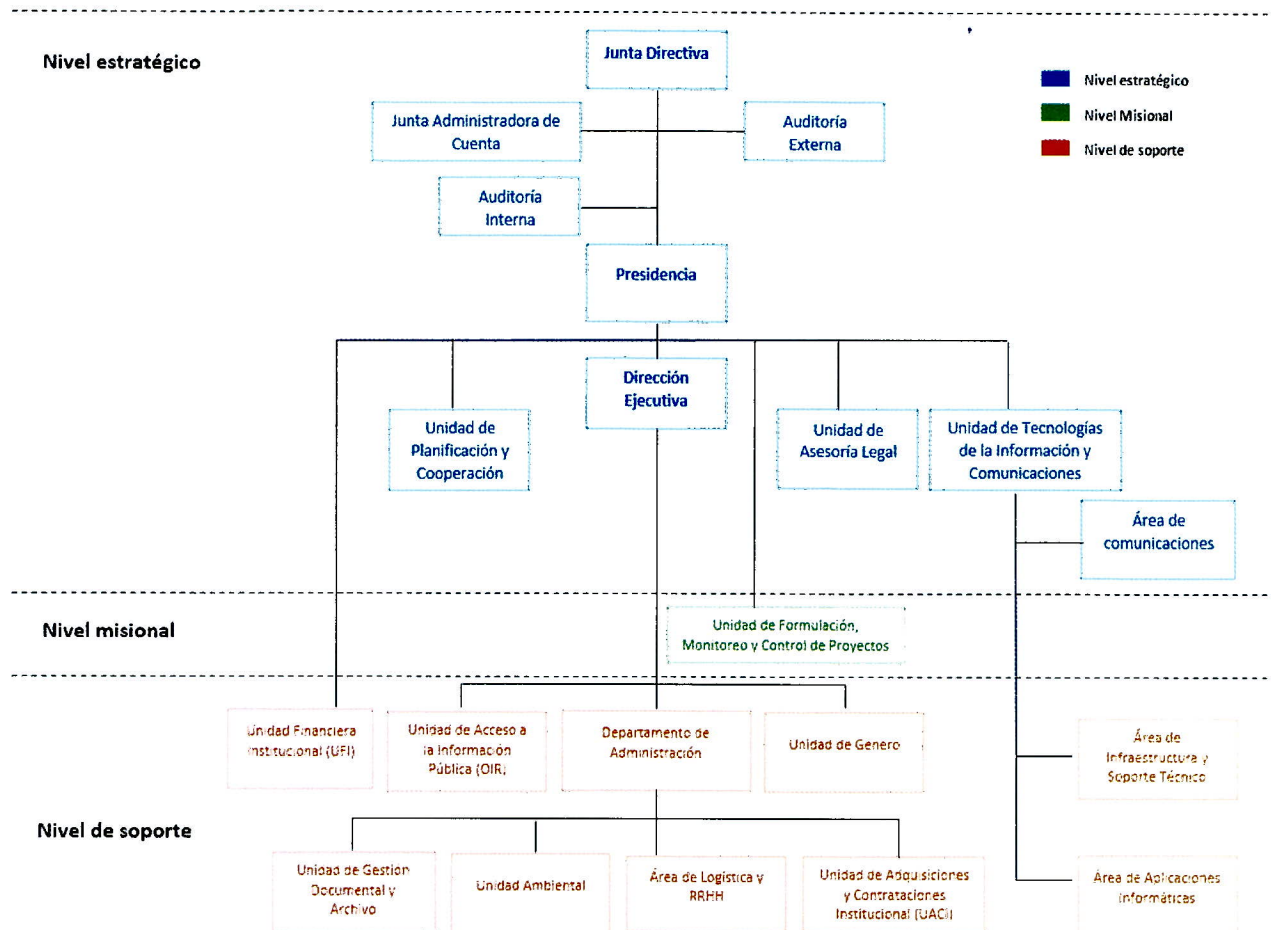 Nivel estratégico
Junta Directiva
Nivel estratégico
Nivel Misional
Nivel de soporte
Junta Administradora de
Cuenta
Auditoría
Externa
Auditoría
Interna
Presidencia
Dirección
Ejecutiva
Unidad de
Planificación y
Cooperación
Unidad de
Asesoría Legal
Unidad de Tecnologías
de la Información y
Comunicaciones
Área de
comunicaciones
Nivel misional
Unidad de Formulación,
Monitoreo y Control de Proyectos
Unidad Financiera
Institucional (UFI)
Unidad de Acceso a
la Información
Pública (OIR)
Departamento de
Administración
Unidad de Genero
Área de
Infraestructura y
Soporte Técnico
Nivel de soporte
Unidad de Gestión
Documental y
Archivo
Unidad Ambiental
Área de Logística y
RRHH
Unidad de Adquisiciones
y Contrataciones
Institucional (UACI)
Área de Aplicaciones
Informáticas